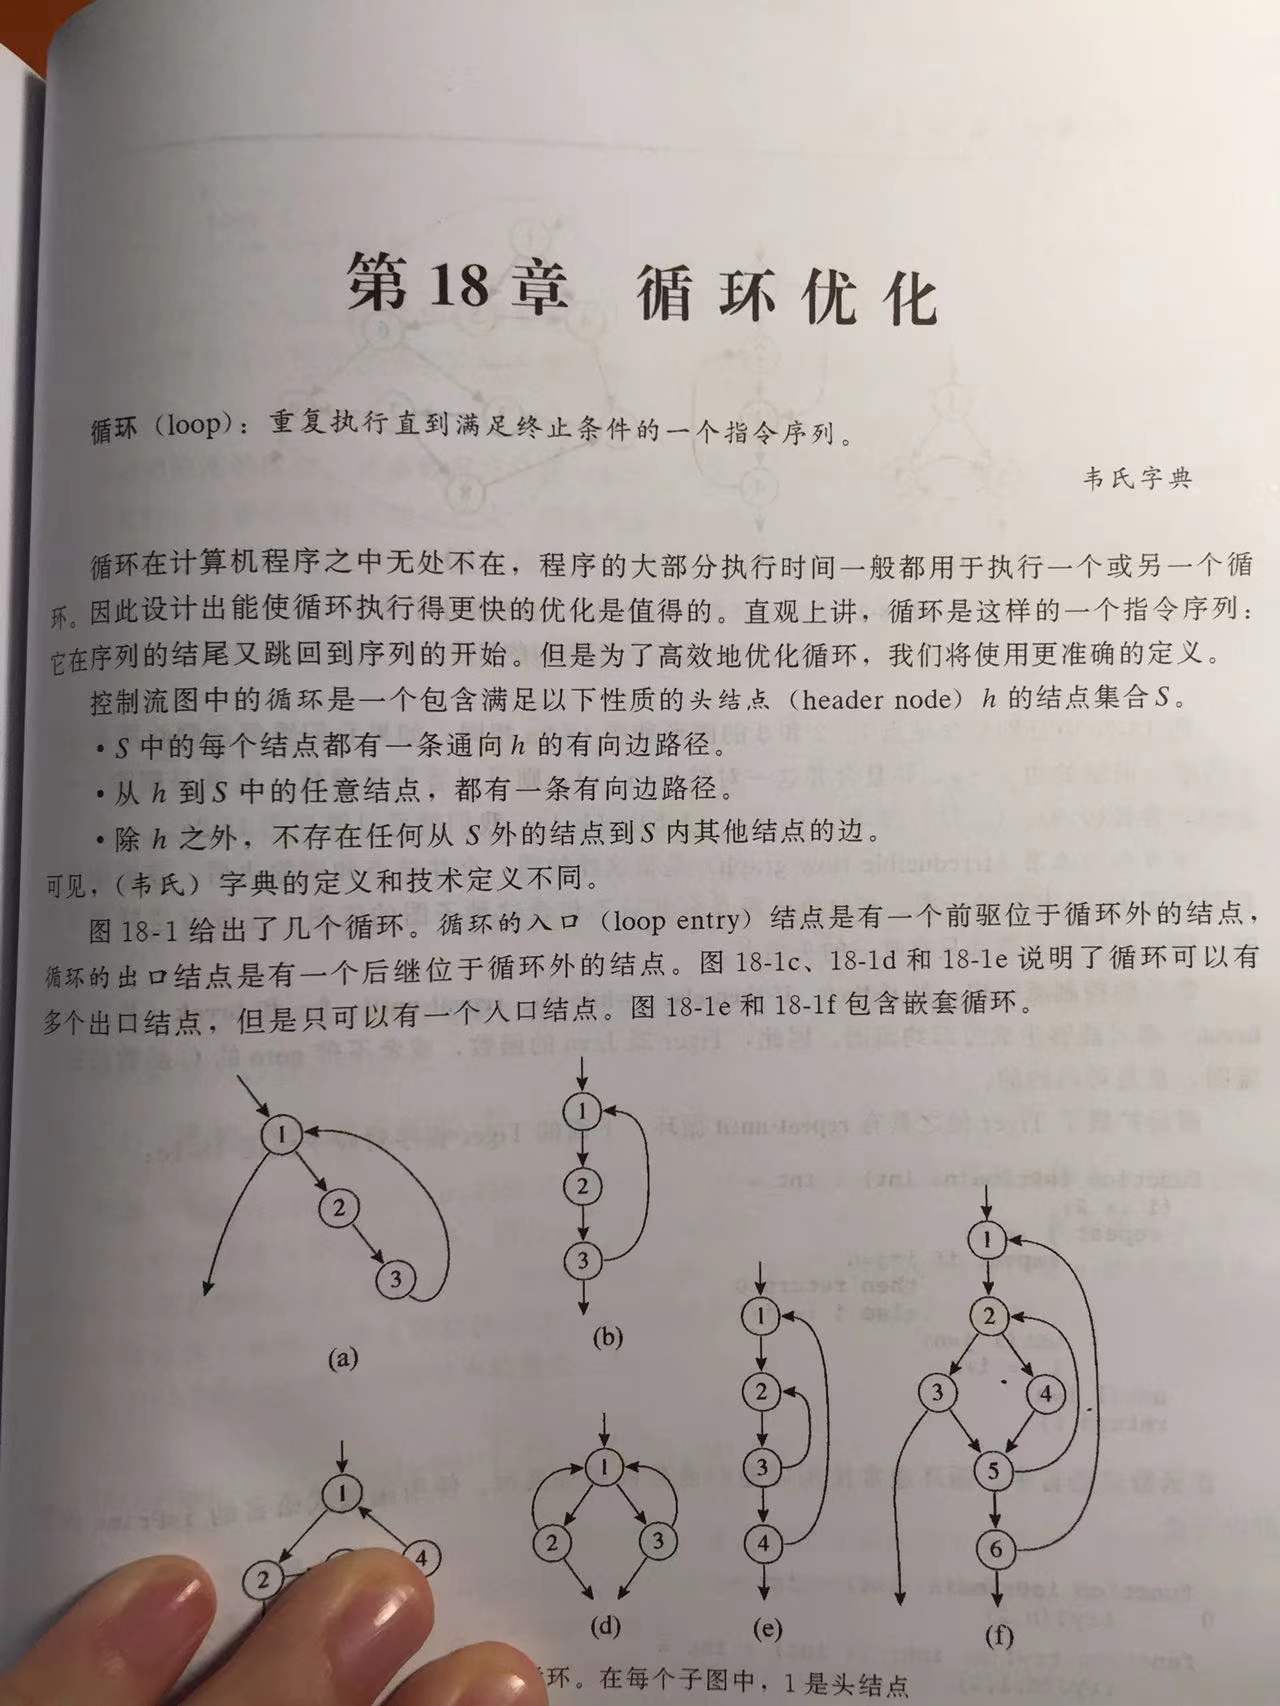 第18章 循环优化
循环（loop）：重复执行直到满足终止条件的一个指令序列。
韦氏字典
循环在计算机程序之中无处不在，程序的大部分执行时间一般都用于执行一个或另一个循
环。因此设计出能使循环执行得更快的优化是值得的。直观上讲，循环是这样的一个指令序列：
它在序列的结尾又跳回到序列的开始。但是为了高效地优化循环，我们将使用更准确的定义。
控制流图中的循环是一个包含满足以下性质的头结点（header node）h 的结点集合S。
·S 中的每个结点都有一条通向 h 的有向边路径。
·从 h 到S 中的任意结点，都有一条有向边路径。
·除 h 之外，不存在任何从 S 外的结点到S 内其他结点的边。
可见，（韦氏）字典的定义和技术定义不同。
图 18-1 给出了几个循环。循环的入口（loop entry）结点是有一个前驱位于循环外的结点，
循环的出口结点是有一个后继位于循环外的结点。图 18-1c、18-1d 和 18-1e 说明了循环可以有
多个出口结点，但是只可以有一个入口结点。图 18-1e 和 18-1f 包含嵌套循环。
1
2
3
(a)
1
2
3
(b)
1
2
4
1
2
3
(d)
1
2
3
4
(e)
1
2
3 4
5
6
(f)
环。在每个子图中，1 是头结点